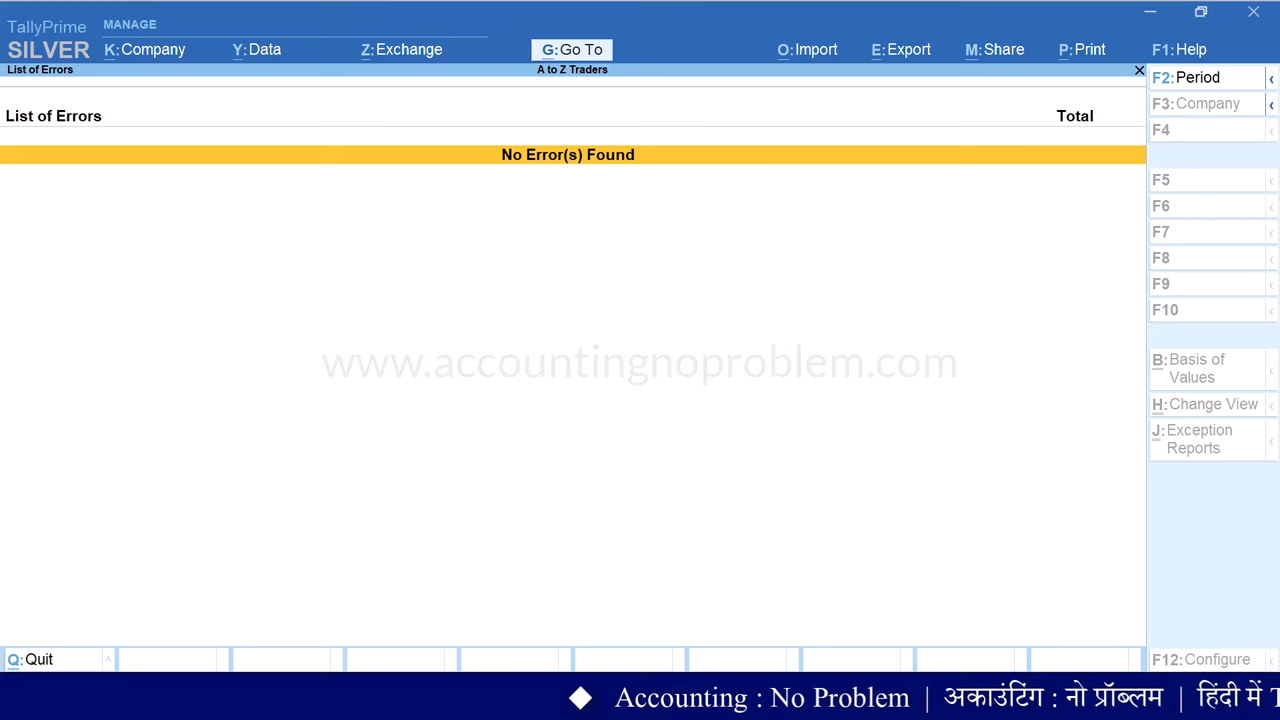 TallyPrime
MANAGE
SILVER
K:Company
Y:Data
Z:Exchange
G:Go To
O:Import
E:Export
M:Share
P:Print
F1:Help
List of Errors
A to Z Traders
List of Errors
Total
No Error(s) Found
www.accountingnoproblem.com
F2:Period
F3:Company
F4
F5
F6
F7
F8
F9
F10
B:Basis of
Values
H:Change View
J:Exception
Reports
Q:Quit
F12:Configure
◆ Accounting : No Problem | अकाउंटिंग : नो प्रॉब्लम | हिंदी में